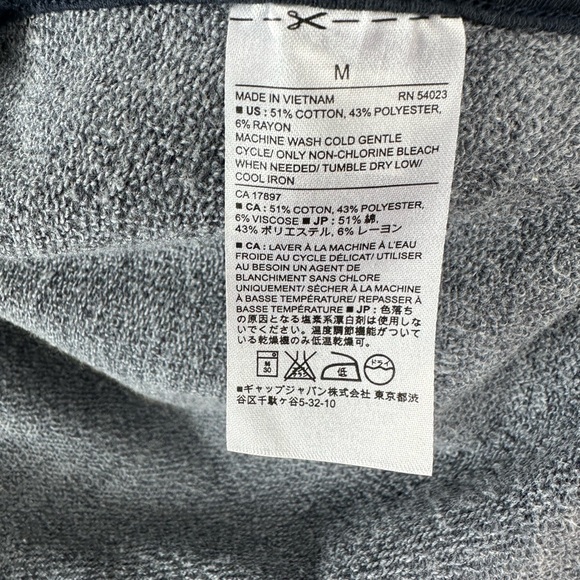 M
MADE IN VIETNAM RN 54023
■ US : 51% COTTON, 43% POLYESTER,
6% RAYON
MACHINE WASH COLD GENTLE
CYCLE/ ONLY NON-CHLORINE BLEACH
WHEN NEEDED/ TUMBLE DRY LOW/
COOL IRON
CA 17897
■ CA : 51% COTON, 43% POLYESTER,
6% VISCOSE ■ JP : 51% 綿,
43% ポリエステル, 6% レーヨン
■ CA : LAVER À LA MACHINE À L'EAU
FROIDE AU CYCLE DÉLICAT/ UTILISER
AU BESOIN UN AGENT DE
BLANCHIMENT SANS CHLORE
UNIQUEMENT/ SÉCHER À LA MACHINE
À BASSE TEMPÉRATURE/ REPASSER À
BASSE TEMPÉRATURE ■ JP : 色落ち
の原因となる塩素系漂白剤は使用しな
いでください。温度調節機能がついて
いる乾燥機のみ低温乾燥可。
30 低 ドライ
■ギャップジャパン株式会社 東京都渋
谷区千駄ヶ谷5-32-10